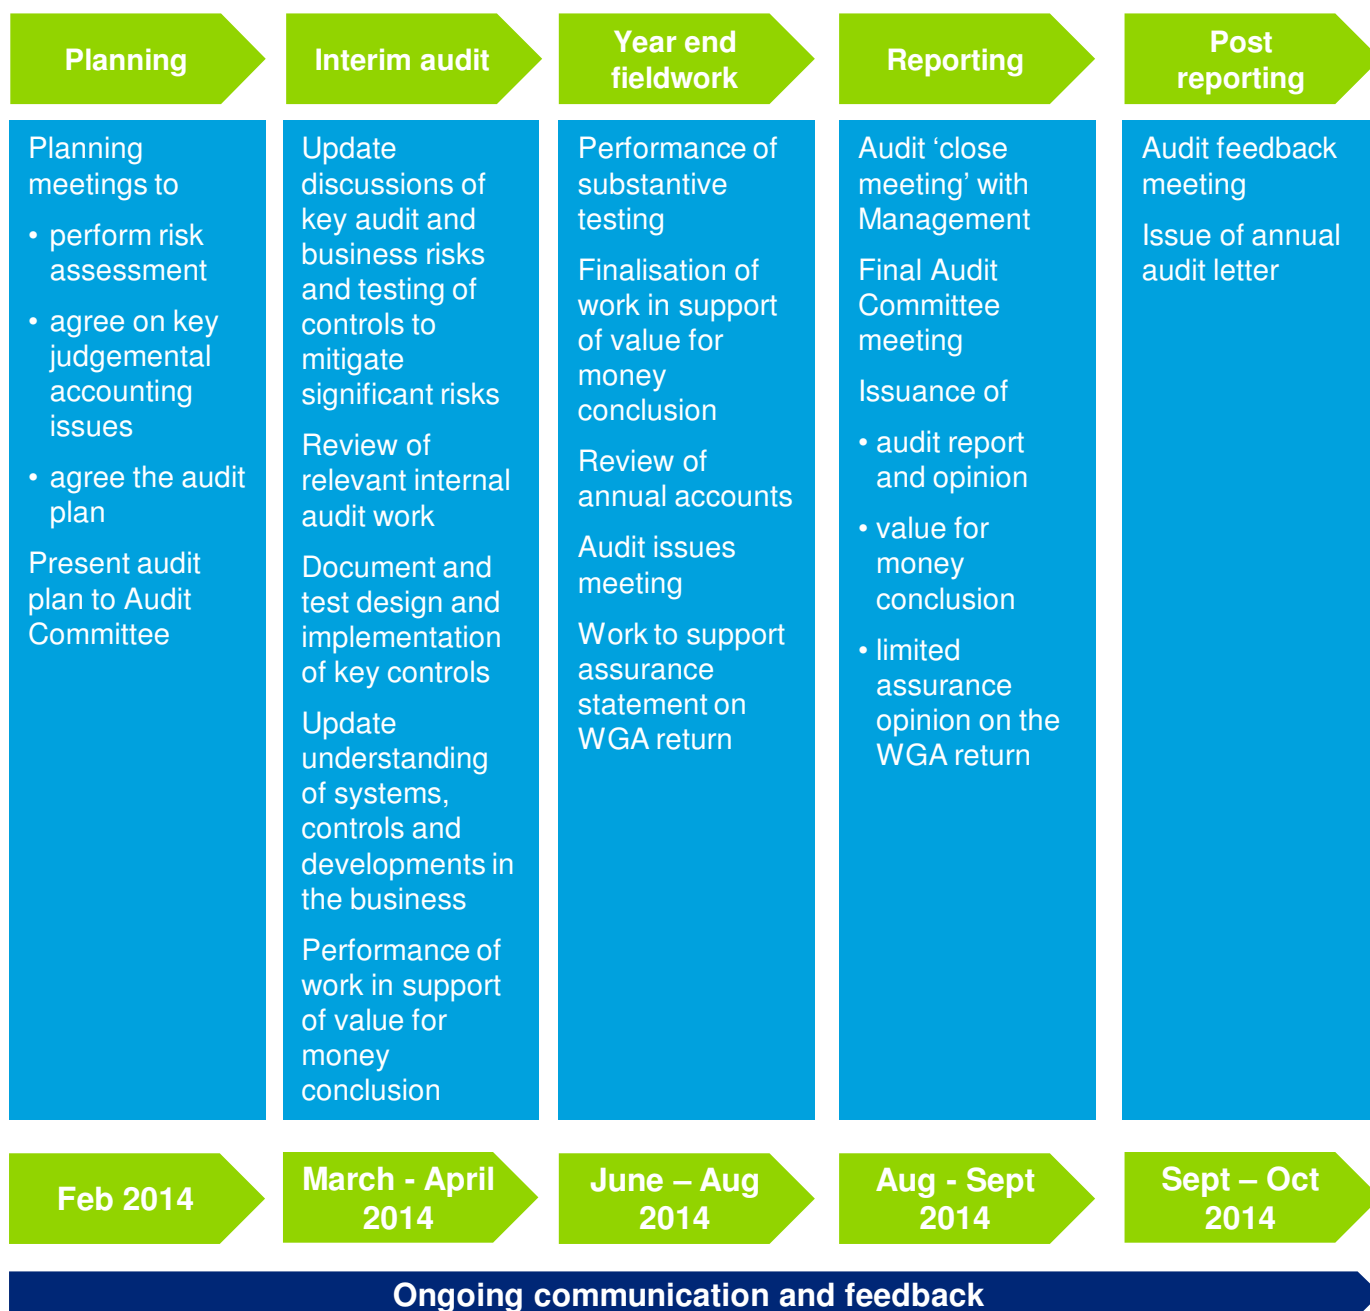 Planning
Interim audit
Year end
fieldwork
Reporting
Post
reporting
Planning
meetings to
• perform risk
assessment
• agree on key
judgemental
accounting
issues
• agree the audit
plan
Present audit
plan to Audit
Committee
Update
discussions of
key audit and
business risks
and testing of
controls to
mitigate
significant risks
Review of
relevant internal
audit work
Document and
test design and
implementation
of key controls
Update
understanding
of systems,
controls and
developments in
the business
Performance of
work in support
of value for
money
conclusion
Performance of
substantive
testing
Finalisation of
work in support
of value for
money
conclusion
Review of
annual accounts
Audit issues
meeting
Work to support
assurance
statement on
WGA return
Audit ‘close
meeting’ with
Management
Final Audit
Committee
meeting
Issuance of
• audit report
and opinion
• value for
money
conclusion
• limited
assurance
opinion on the
WGA return
Audit feedback
meeting
Issue of annual
audit letter
Feb 2014
March - April
2014
June – Aug
2014
Aug - Sept
2014
Sept – Oct
2014
Ongoing communication and feedback